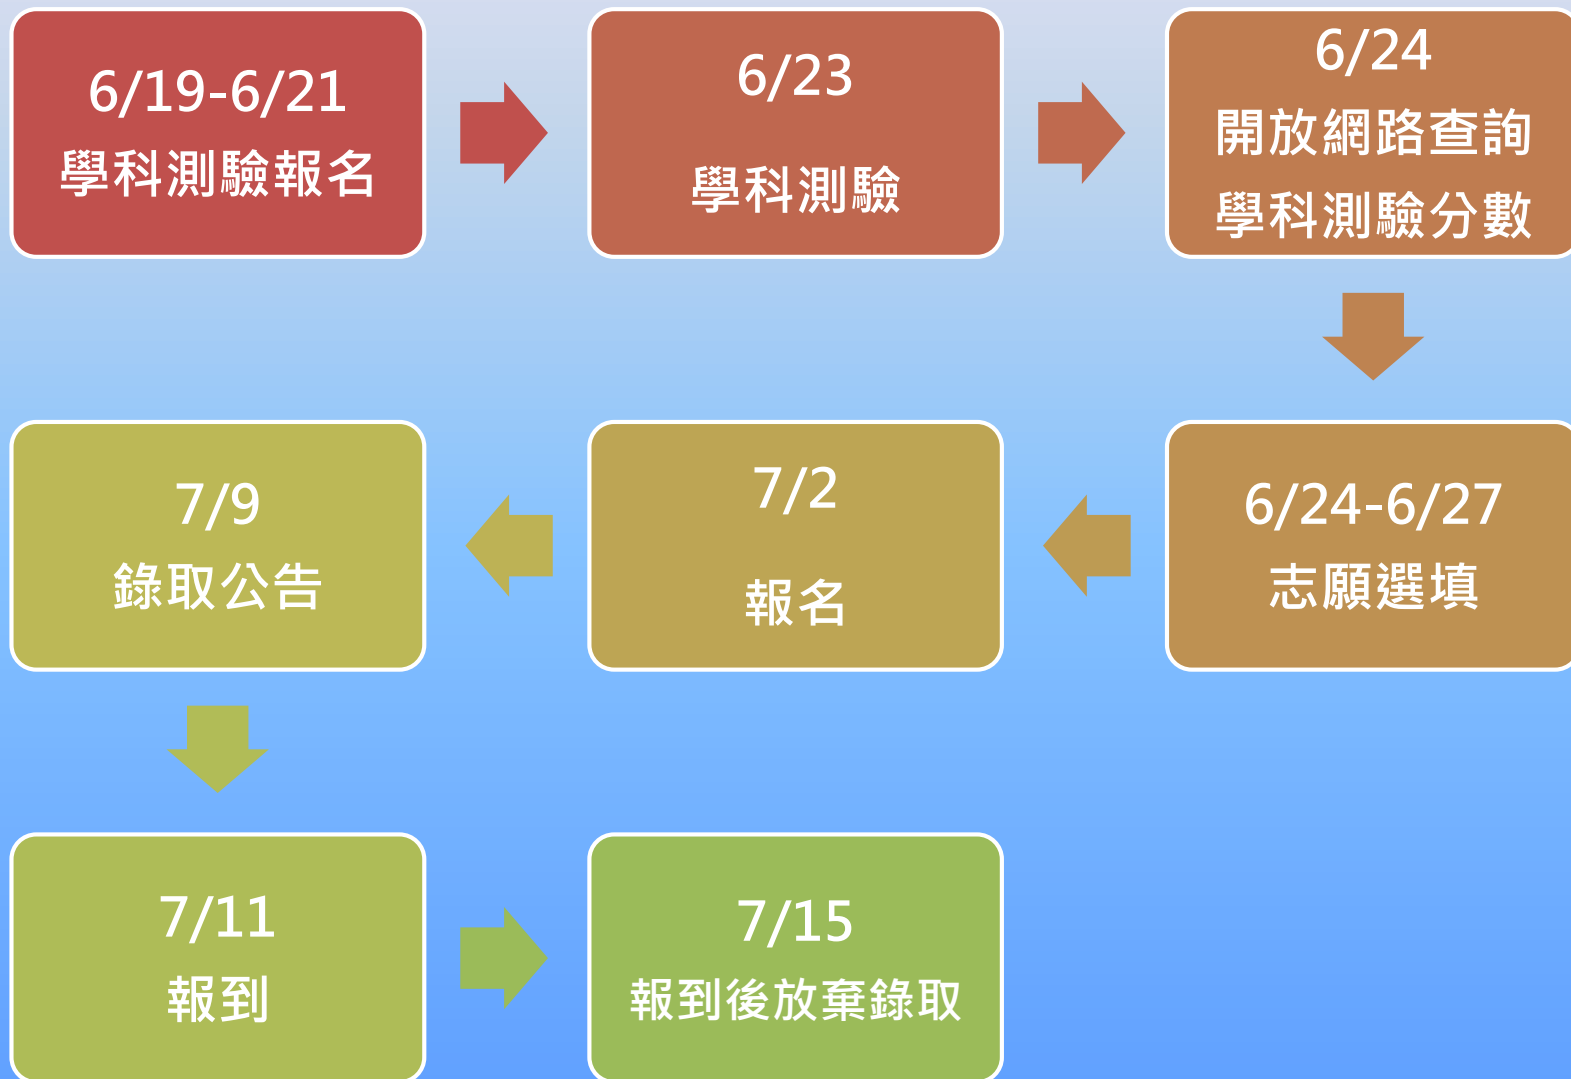 6/19-6/21
學科測驗報名
6/23
學科測驗
6/24
開放網路查詢
學科測驗分數
6/24-6/27
志願選填
7/2
報名
7/9
錄取公告
7/11
報到
7/15
報到後放棄錄取